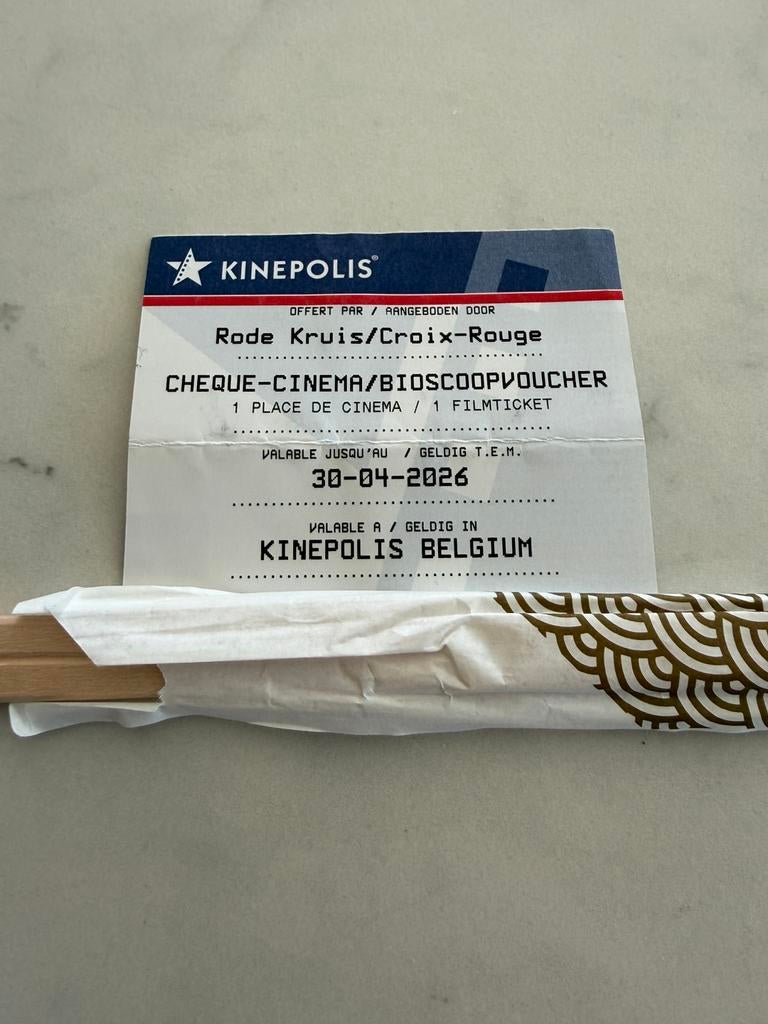 KINEPOLIS®
OFFERT PAR / AANGEBODEN DOOR
Rode Kruis/Croix-Rouge
CHEQUE-CINEMA/BIOSCOOPVOUCHER
1 PLACE DE CINEMA / 1 FILMTICKET
VALABLE JUSQU'AU / GELDIG T.E.M.
30-04-2026
VALABLE A / GELDIG IN
KINEPOLIS BELGIUM